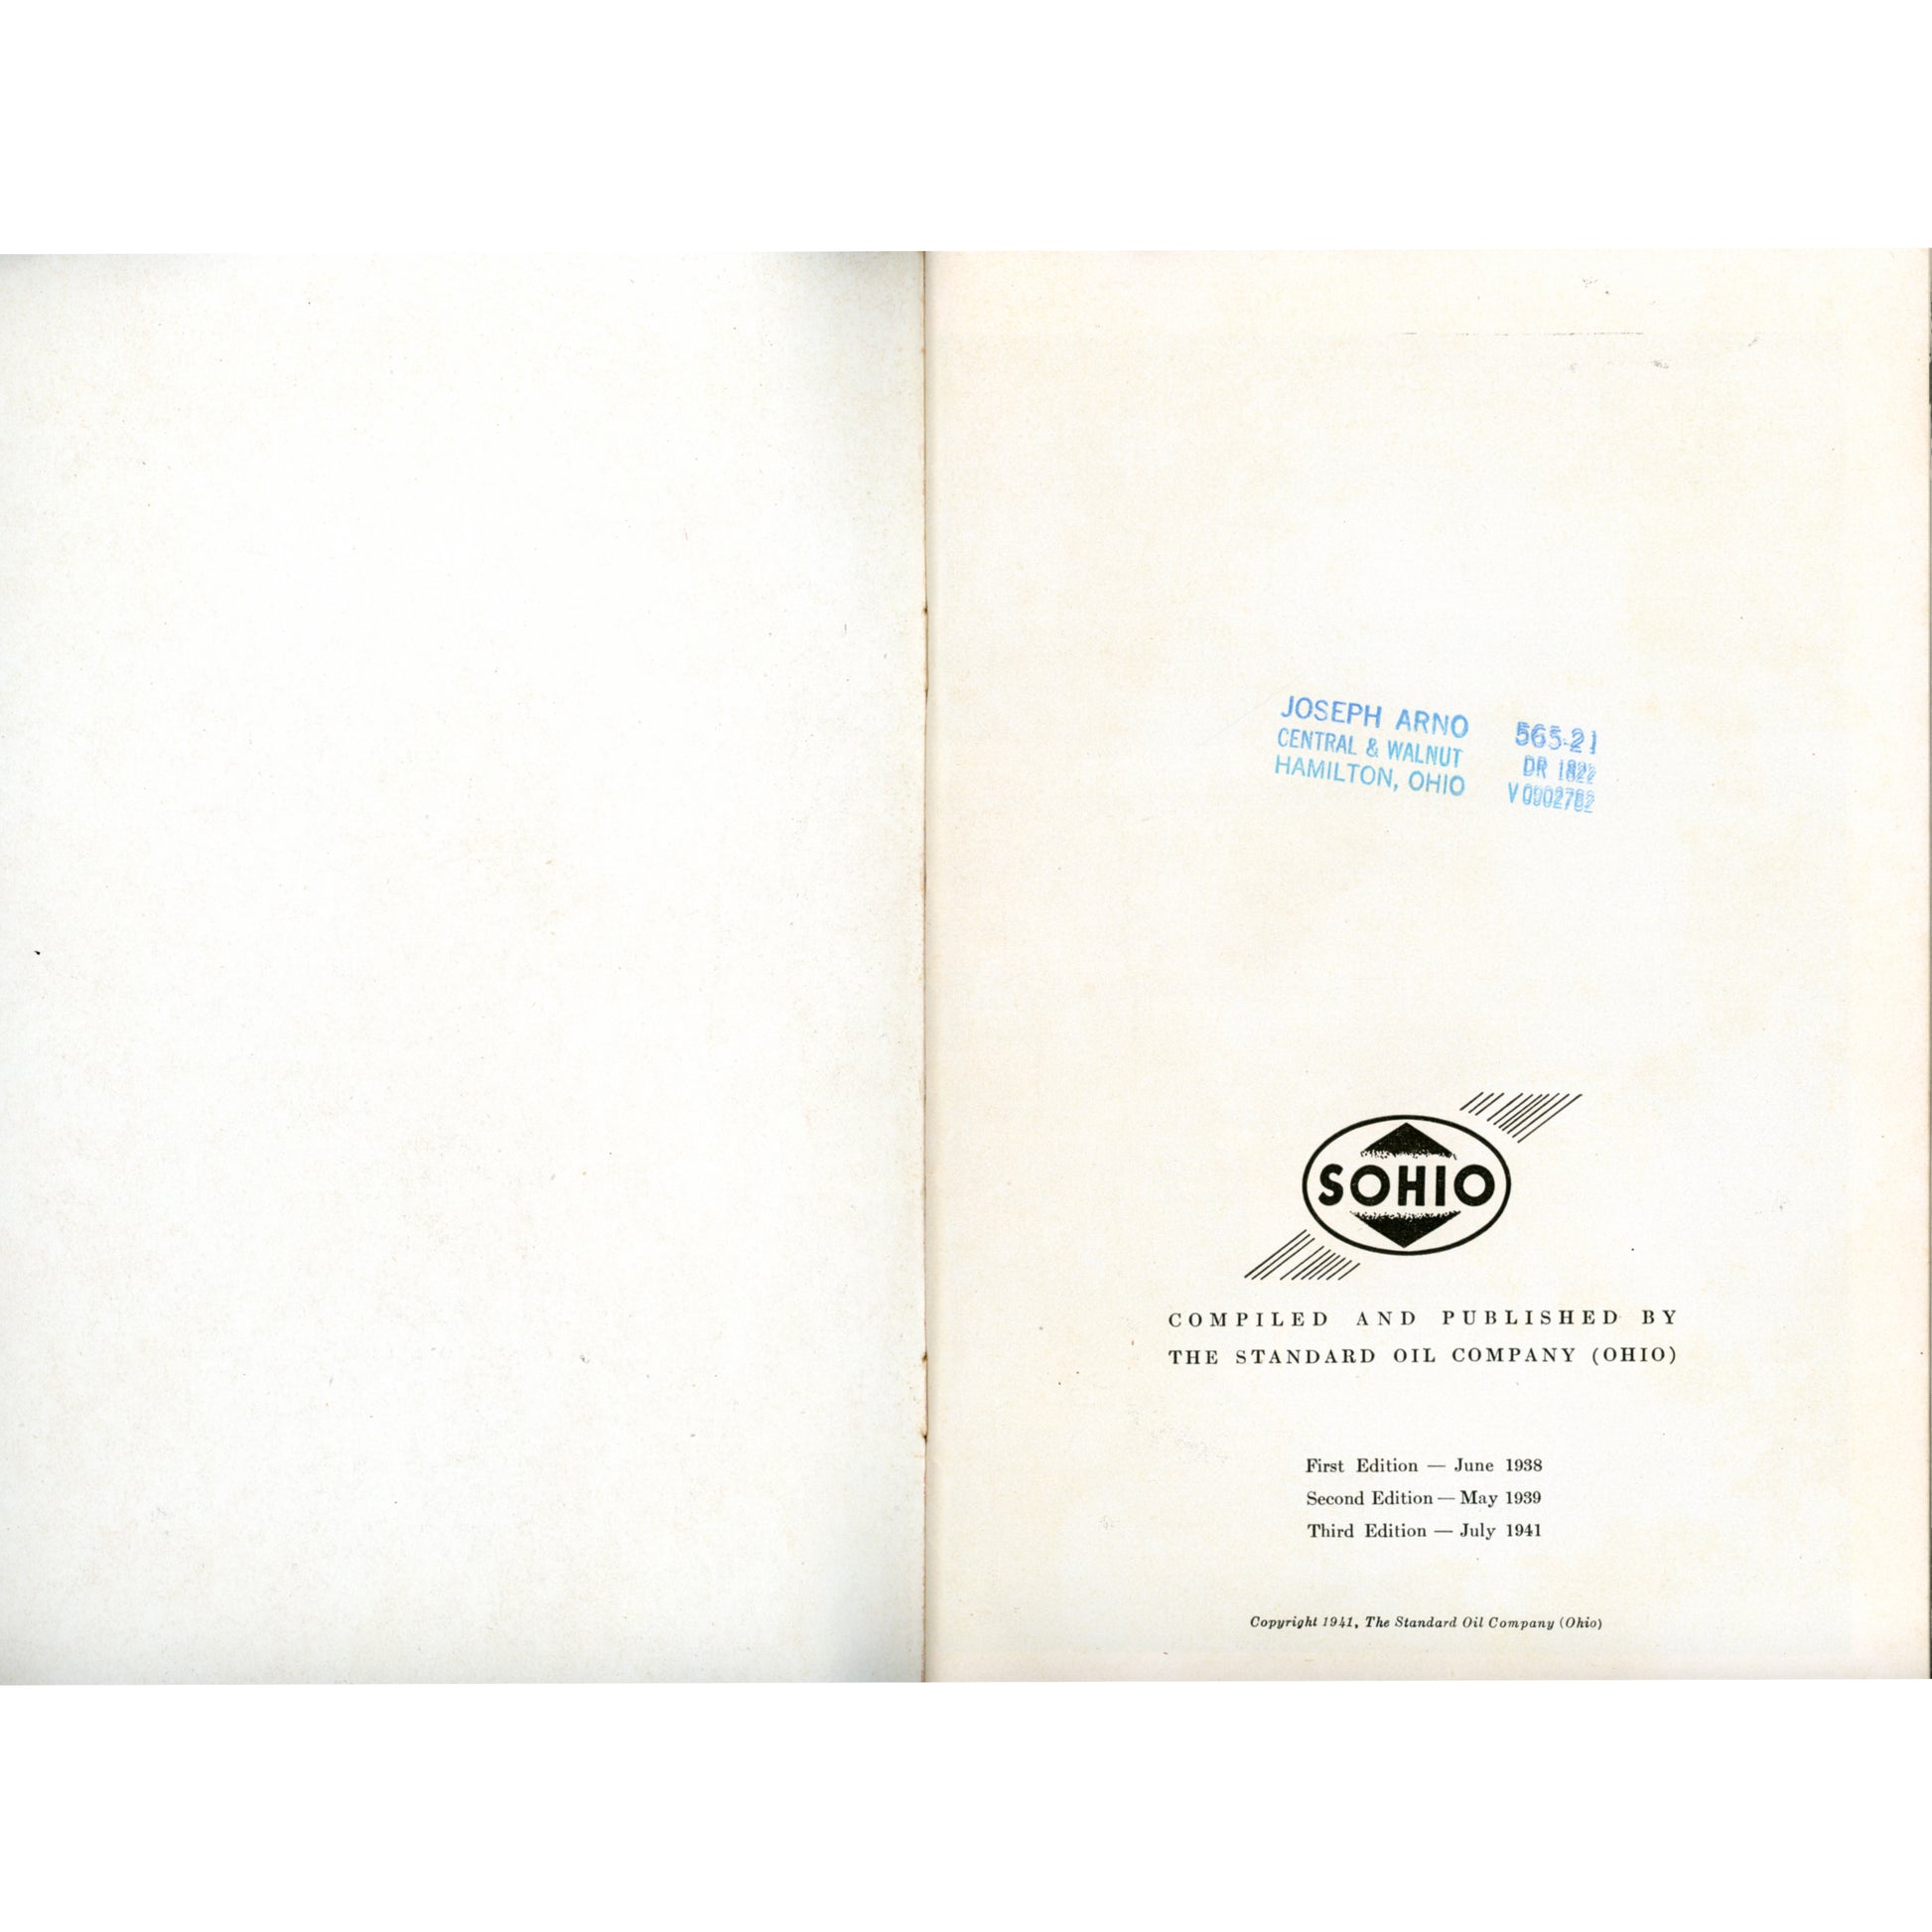 JOSEPH ARNO
CENTRAL & WALNUT
HAMILTON, OHIO
565-21
DR
SOHIO
COMPILED AND PUBLISHED BY
THE STANDARD OIL COMPANY (OHIO)
First Edition — June 1938
Second Edition — May 1939
Third Edition — July 1941
Copyright 1941, The Standard Oil Company (Ohio)